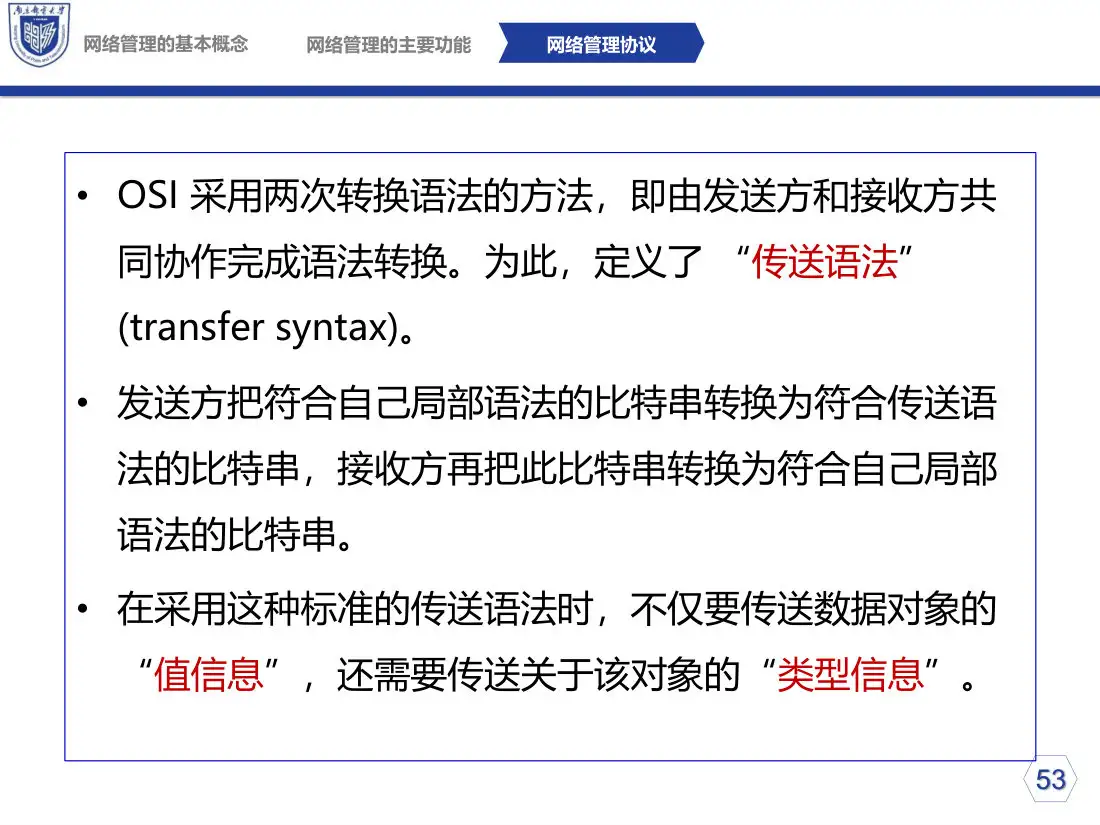 南京邮电大学
网络管理的基本概念
网络管理的主要功能
网络管理协议
• OSI 采用两次转换语法的方法，即由发送方和接收方共
同协作完成语法转换。为此，定义了 “传送语法”
(transfer syntax)。
• 发送方把符合自己局部语法的比特串转换为符合传送语
法的比特串，接收方再把此比特串转换为符合自己局部
语法的比特串。
• 在采用这种标准的传送语法时，不仅要传送数据对象的
“值信息”，还需要传送关于该对象的“类型信息”。
53